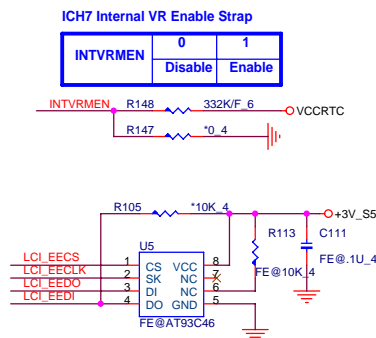 ICH7 Internal VR Enable Strap
INTVRMEN 0 1
Disable Enable
INTVRMEN R148 332K/F_6 VCCRTC
R147 *0_4
R105 *10K_4 +3V_S5
U5 R113 C111
LCI_EECS 1 CS VCC 8
LCI_EECLK 2 SK NC 7
LCI_EEDO 3 DI NC 6 FE@10K_4 FE@.1U_4
LCI_EEDI 4 DO GND 5
FE@AT93C46